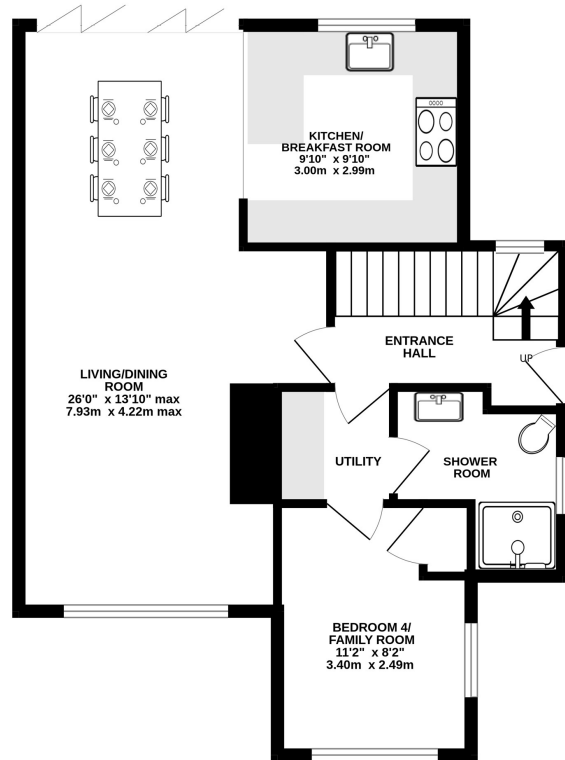 KITCHEN/
BREAKFAST ROOM
9'10" x 9'10"
3.00m x 2.99m
ENTRANCE
HALL
UP
LIVING/DINING
ROOM
26'0" x 13'10" max
7.93m x 4.22m max
UTILITY
SHOWER
ROOM
BEDROOM 4/
FAMILY ROOM
11'2" x 8'2"
3.40m x 2.49m